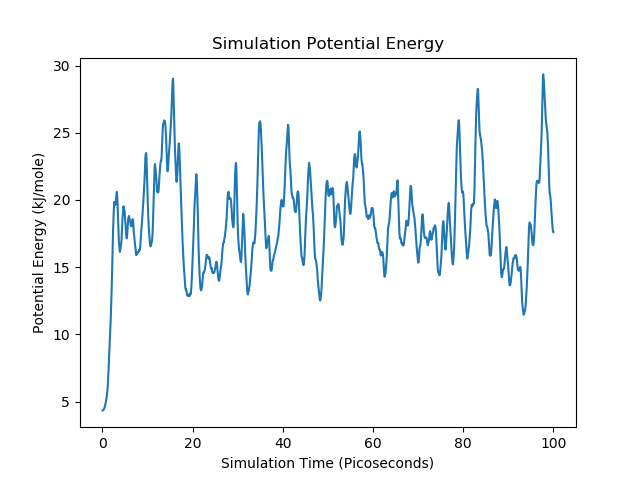 Simulation Potential Energy
Potential Energy (kJ/mole)
30
25
20
15
10
5
0 20 40 60 80 100
Simulation Time (Picoseconds)